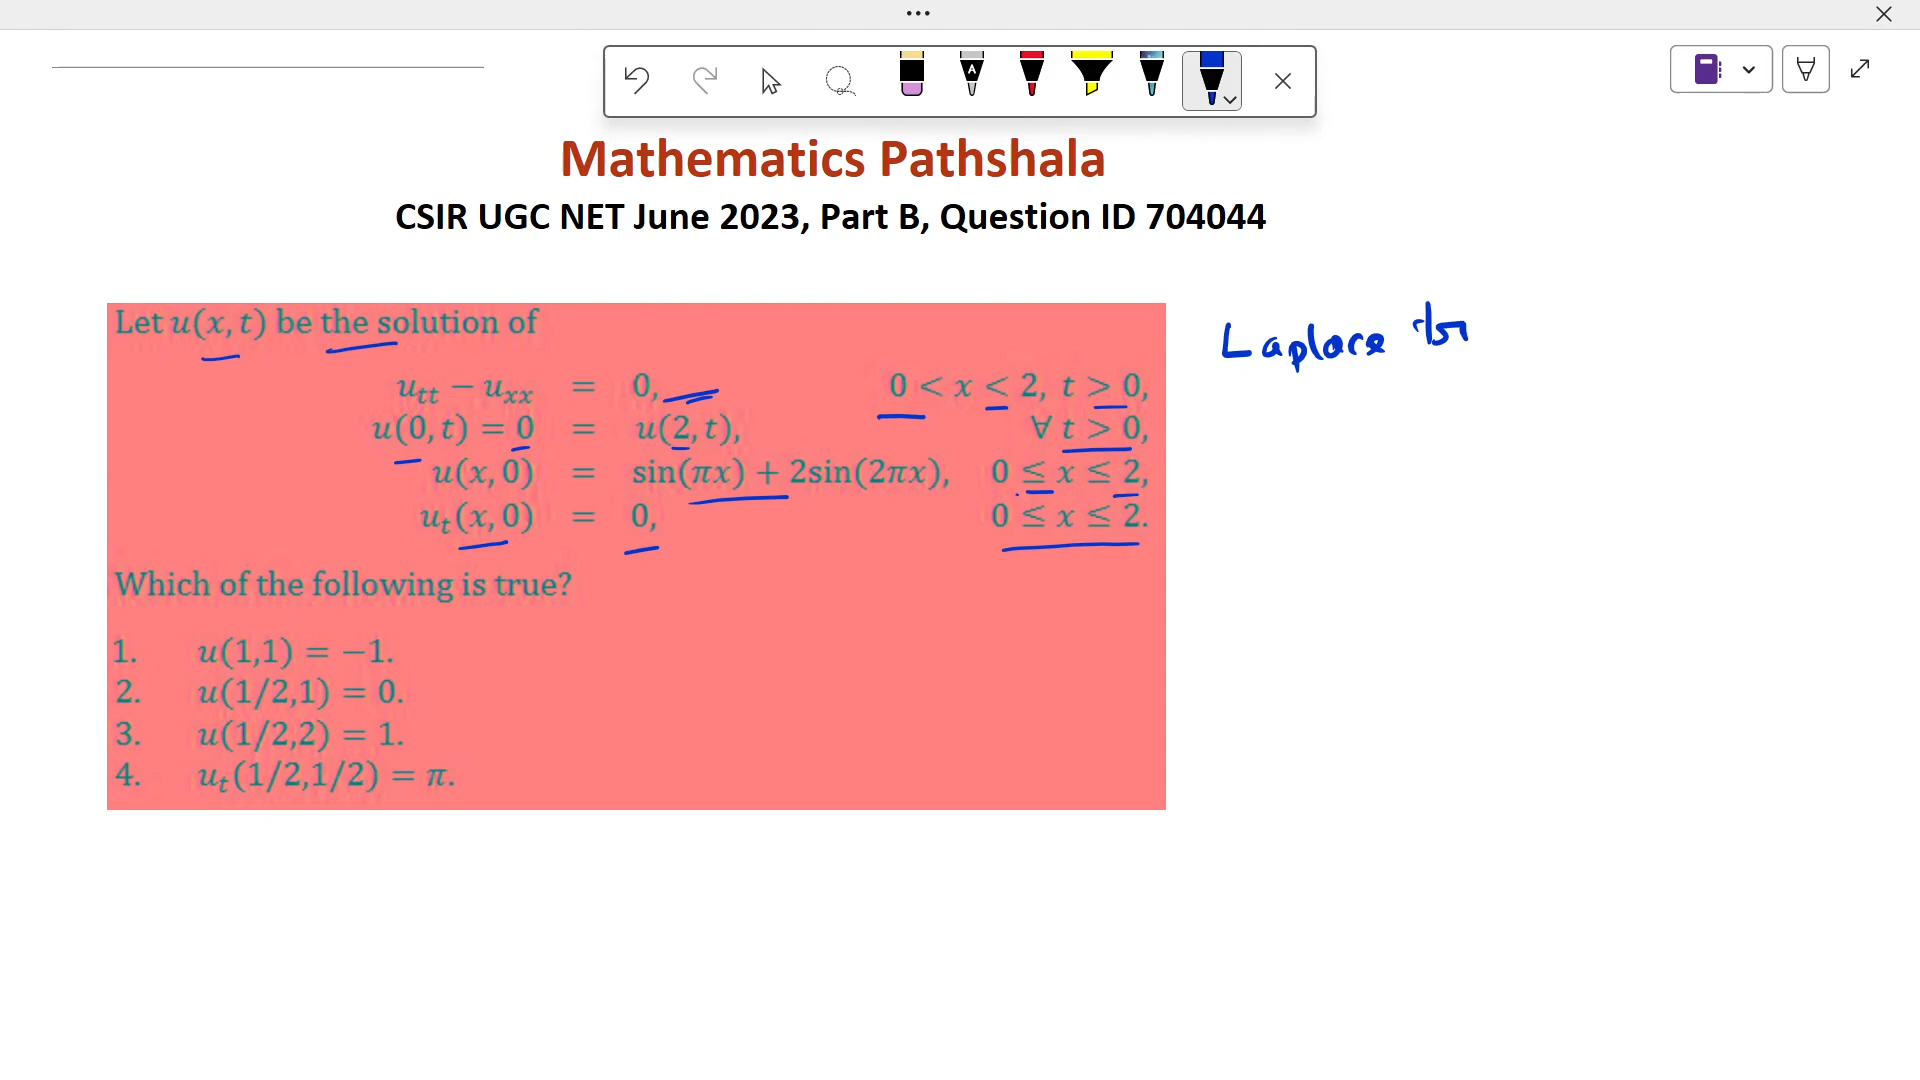 Mathematics Pathshala
CSIR UGC NET June 2023, Part B, Question ID 704044
Let u(x, t) be the solution of
u_tt − u_xx = 0, 0 < x < 2, t > 0,
u(0, t) = 0 = u(2, t), ∀ t > 0,
u(x, 0) = sin(πx) + 2sin(2πx), 0 ≤ x ≤ 2,
u_t(x, 0) = 0, 0 ≤ x ≤ 2.
Laplace
Which of the following is true?
1. u(1,1) = −1.
2. u(1/2,1) = 0.
3. u(1/2,2) = 1.
4. u_t(1/2,1/2) = π.